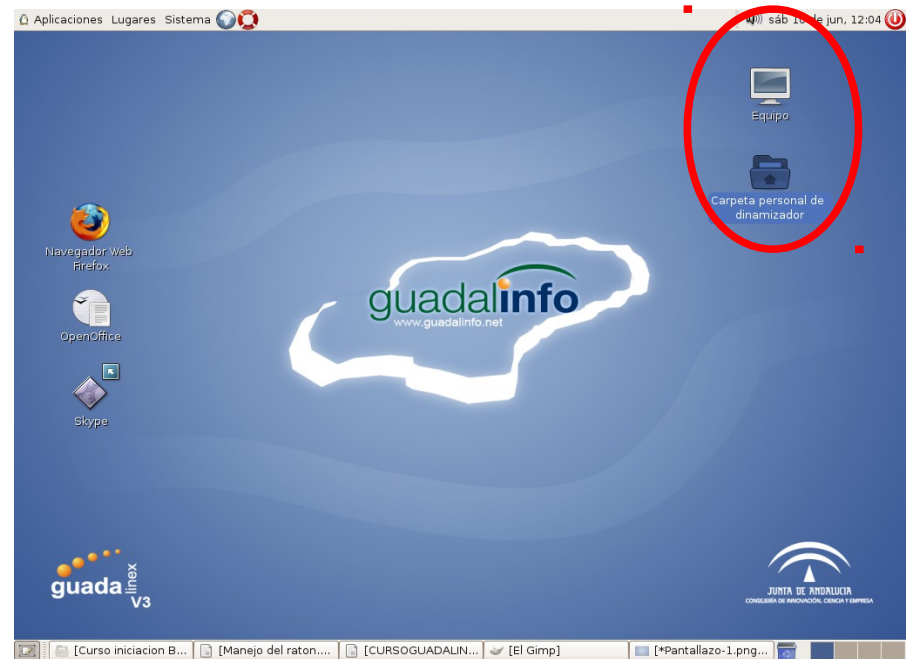 Aplicaciones Lugares Sistema
sáb 10 de jun, 12:04
Equipo
Carpeta personal de
dinamizador
Navegador Web
Firefox
OpenOffice
Skype
guadalinfo
www.guadalinfo.net
guadalinex
V3
JUNTA DE ANDALUCIA
CONSEJERÍA DE INNOVACIÓN, CIENCIA Y EMPRESA
[Curso iniciacion B... [Manejo del raton.... [CURSOGUADALIN... [El Gimp] [*Pantallazo-1.png...